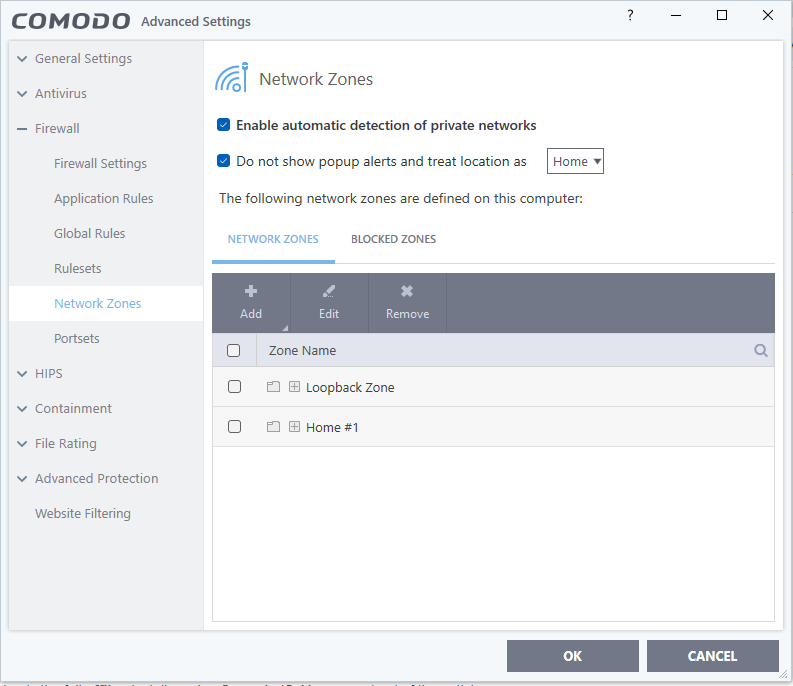 COMODO Advanced Settings ?
General Settings
Antivirus
Firewall
Firewall Settings
Application Rules
Global Rules
Rulesets
Network Zones
Portsets
HIPS
Containment
File Rating
Advanced Protection
Website Filtering
Network Zones
Enable automatic detection of private networks
Do not show popup alerts and treat location as Home
The following network zones are defined on this computer:
NETWORK ZONES BLOCKED ZONES
Add Edit Remove
Zone Name
Loopback Zone
Home #1
OK CANCEL